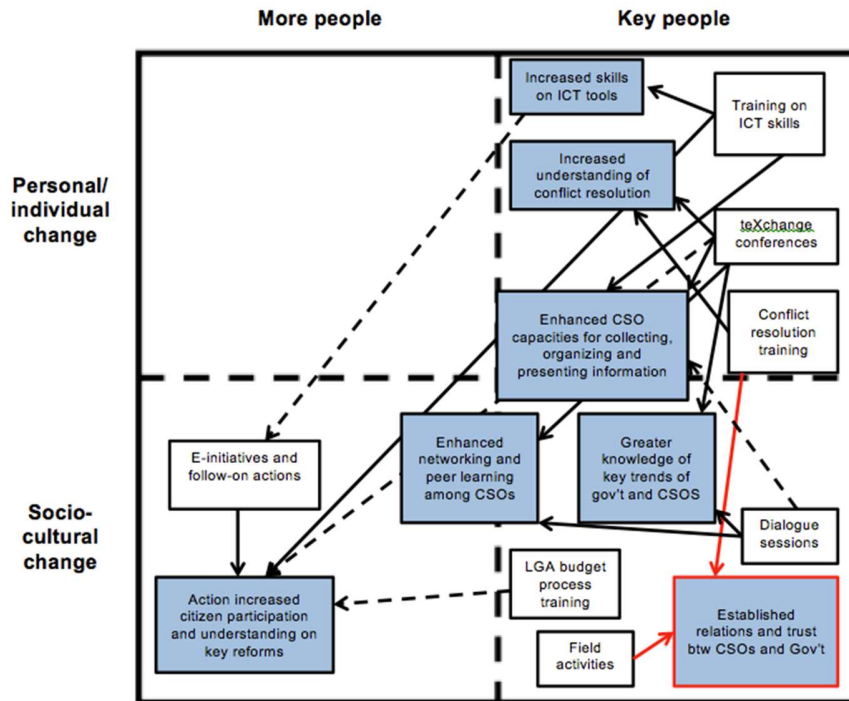 More people
Key people
Personal/
individual
change
Socio-
cultural
change
Increased skills
on ICT tools
Training on
ICT skills
Increased
understanding of
conflict resolution
teXchange
conferences
Enhanced CSO
capacities for collecting,
organizing and
presenting information
Conflict
resolution
training
E-initiatives and
follow-on actions
Enhanced
networking and
peer learning
among CSOs
Greater
knowledge of
key trends of
gov't and CSOS
Dialogue
sessions
LGA budget
process
training
Action increased
citizen participation
and understanding on
key reforms
Field
activities
Established
relations and trust
btw CSOs and Gov't